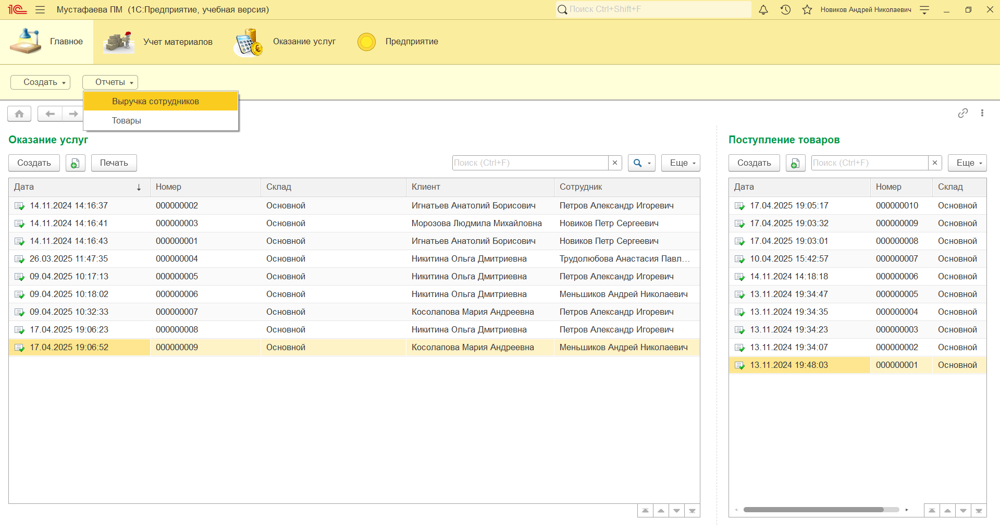 1С Мустафаева ПМ (1С:Предприятие, учебная версия) Поиск Ctrl+Shift+F Новиков Андрей Николаевич
Главное Учет материалов Оказание услуг Предприятие
Создать Отчеты
Выручка сотрудников
Товары
Оказание услуг
Создать Печать Поиск (Ctrl+F) × Еще
Дата ↓ Номер Склад Клиент Сотрудник
14.11.2024 14:16:37 000000002 Основной Игнатьев Анатолий Борисович Петров Александр Игоревич
14.11.2024 14:16:41 000000003 Основной Морозова Людмила Михайловна Новиков Петр Сергеевич
14.11.2024 14:16:43 000000001 Основной Игнатьев Анатолий Борисович Новиков Петр Сергеевич
26.03.2025 11:47:35 000000004 Основной Никитина Ольга Дмитриевна Трудолюбова Анастасия Павл...
09.04.2025 10:17:13 000000005 Основной Никитина Ольга Дмитриевна Петров Александр Игоревич
09.04.2025 10:18:02 000000006 Основной Никитина Ольга Дмитриевна Меньшиков Андрей Николаевич
09.04.2025 10:32:33 000000007 Основной Косолапова Мария Андреевна Петров Александр Игоревич
17.04.2025 19:06:23 000000008 Основной Никитина Ольга Дмитриевна Петров Александр Игоревич
17.04.2025 19:06:52 000000009 Основной Косолапова Мария Андреевна Меньшиков Андрей Николаевич
Поступление товаров
Создать Поиск (Ctrl+F) × Еще
Дата Номер Склад
17.04.2025 19:05:17 000000010 Основной
17.04.2025 19:03:32 000000009 Основной
17.04.2025 19:03:01 000000008 Основной
10.04.2025 15:42:57 000000007 Основной
14.11.2024 14:18:18 000000006 Основной
13.11.2024 19:34:47 000000005 Основной
13.11.2024 19:34:35 000000004 Основной
13.11.2024 19:34:23 000000003 Основной
13.11.2024 19:34:07 000000002 Основной
13.11.2024 19:48:03 000000001 Основной